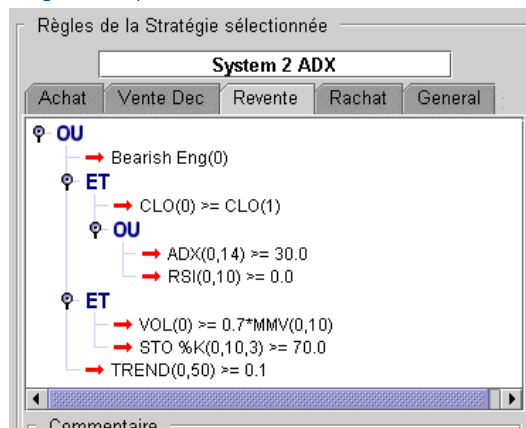 Règles de la Stratégie sélectionnée
System 2 ADX
Achat Vente Dec Revente Rachat General
OU
Bearish Eng(0)
ET
CLO(0) >= CLO(1)
OU
ADX(0,14) >= 30.0
RSI(0,10) >= 0.0
ET
VOL(0) >= 0.7*MMV(0,10)
STO %K(0,10,3) >= 70.0
TREND(0,50) >= 0.1
Commentaire